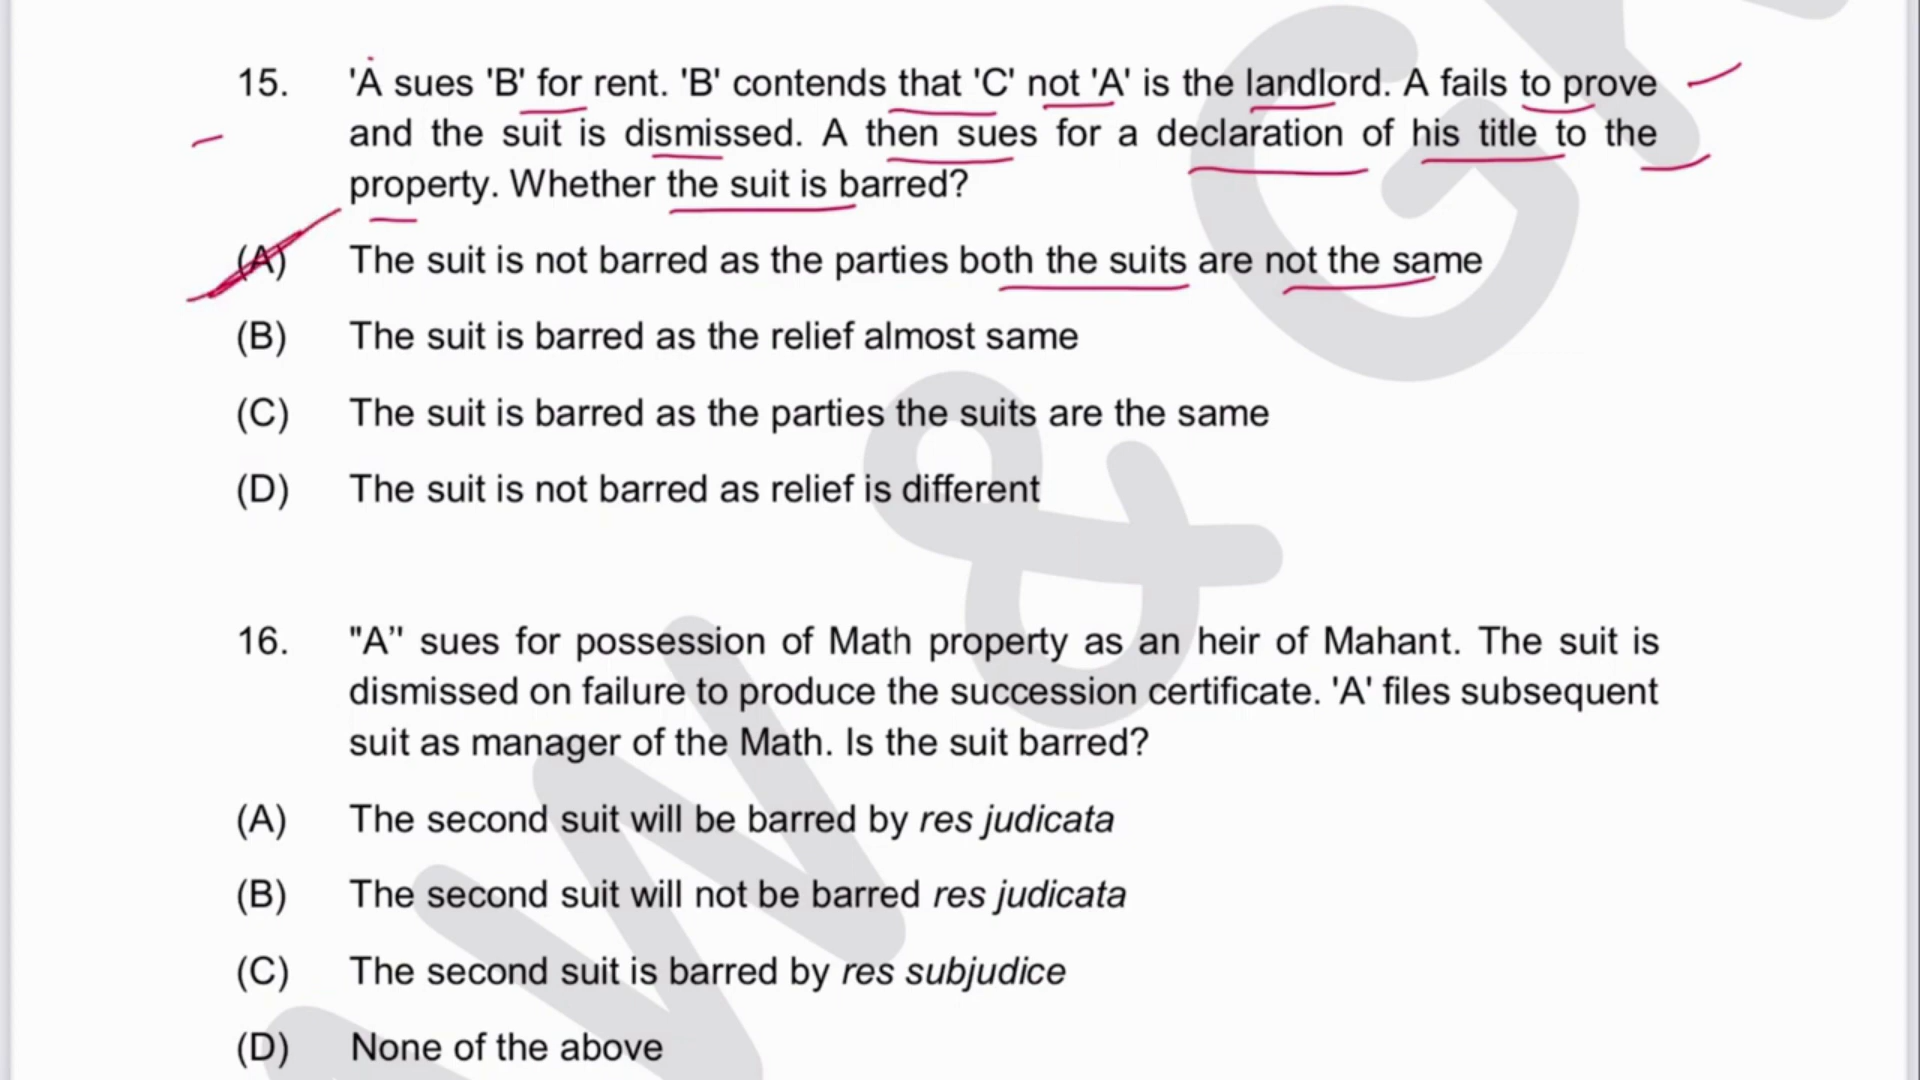 15. 'A sues 'B' for rent. 'B' contends that 'C' not 'A' is the landlord. A fails to prove
and the suit is dismissed. A then sues for a declaration of his title to the
property. Whether the suit is barred?
(A) The suit is not barred as the parties both the suits are not the same
(B) The suit is barred as the relief almost same
(C) The suit is barred as the parties the suits are the same
(D) The suit is not barred as relief is different
16. "A" sues for possession of Math property as an heir of Mahant. The suit is
dismissed on failure to produce the succession certificate. 'A' files subsequent
suit as manager of the Math. Is the suit barred?
(A) The second suit will be barred by res judicata
(B) The second suit will not be barred res judicata
(C) The second suit is barred by res subjudice
(D) None of the above